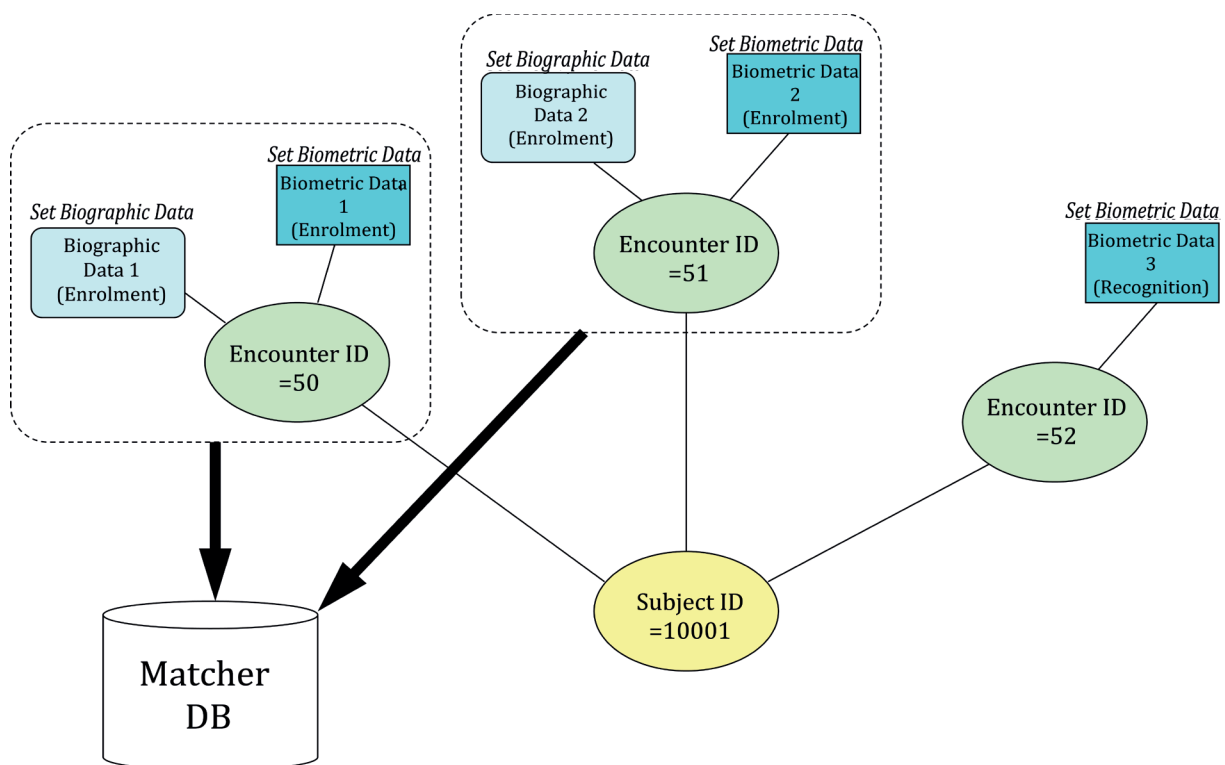 Set Biographic Data
Biographic
Data 2
(Enrolment)
Set Biometric Data
Biometric Data
2
(Enrolment)
Encounter ID
=51
Set Biographic Data
Biographic
Data 1
(Enrolment)
Set Biometric Data
Biometric Data
1
(Enrolment)
Encounter ID
=50
Set Biometric Data
Biometric Data
3
(Recognition)
Encounter ID
=52
Subject ID
=10001
Matcher
DB